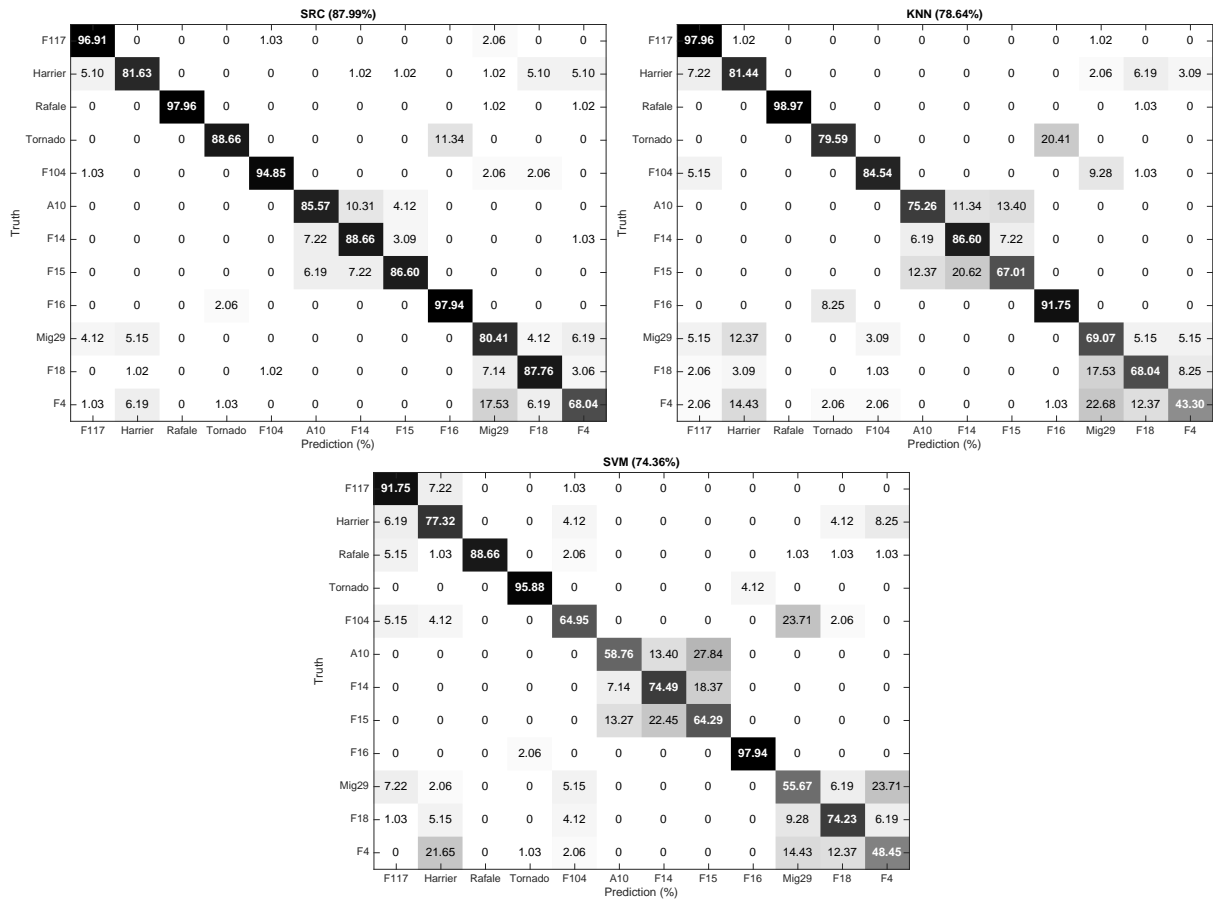 SRC (87.99%)
F117 96.91 0 0 0 1.03 0 0 0 0 2.06 0 0
Harrier 5.10 81.63 0 0 0 0 1.02 1.02 0 1.02 5.10 5.10
Rafale 0 0 97.96 0 0 0 0 0 0 1.02 0 1.02
Tornado 0 0 0 88.66 0 0 0 0 11.34 0 0 0
F104 1.03 0 0 0 94.85 0 0 0 0 2.06 2.06 0
A10 0 0 0 0 0 85.57 10.31 4.12 0 0 0 0
F14 0 0 0 0 0 7.22 88.66 3.09 0 0 0 1.03
F15 0 0 0 0 0 6.19 7.22 86.60 0 0 0 0
F16 0 0 0 2.06 0 0 0 0 97.94 0 0 0
Mig29 4.12 5.15 0 0 0 0 0 0 0 80.41 4.12 6.19
F18 0 1.02 0 0 1.02 0 0 0 0 7.14 87.76 3.06
F4 1.03 6.19 0 1.03 0 0 0 0 0 17.53 6.19 68.04
Truth
F117 Harrier Rafale Tornado F104 A10 F14 F15 F16 Mig29 F18 F4
Prediction (%)
KNN (78.64%)
F117 97.96 1.02 0 0 0 0 0 0 0 1.02 0 0
Harrier 7.22 81.44 0 0 0 0 0 0 0 2.06 6.19 3.09
Rafale 0 0 98.97 0 0 0 0 0 0 0 1.03 0
Tornado 0 0 0 79.59 0 0 0 0 20.41 0 0 0
F104 5.15 0 0 0 84.54 0 0 0 0 9.28 1.03 0
A10 0 0 0 0 0 75.26 11.34 13.40 0 0 0 0
F14 0 0 0 0 0 6.19 86.60 7.22 0 0 0 0
F15 0 0 0 0 0 12.37 20.62 67.01 0 0 0 0
F16 0 0 0 8.25 0 0 0 0 91.75 0 0 0
Mig29 5.15 12.37 0 0 3.09 0 0 0 0 69.07 5.15 5.15
F18 2.06 3.09 0 0 1.03 0 0 0 0 17.53 68.04 8.25
F4 2.06 14.43 0 2.06 2.06 0 0 0 1.03 22.68 12.37 43.30
Truth
F117 Harrier Rafale Tornado F104 A10 F14 F15 F16 Mig29 F18 F4
Prediction (%)
SVM (74.36%)
F117 91.75 7.22 0 0 1.03 0 0 0 0 0 0 0
Harrier 6.19 77.32 0 0 4.12 0 0 0 0 0 4.12 8.25
Rafale 5.15 1.03 88.66 0 2.06 0 0 0 0 1.03 1.03 1.03
Tornado 0 0 0 95.88 0 0 0 0 4.12 0 0 0
F104 5.15 4.12 0 0 64.95 0 0 0 0 23.71 2.06 0
A10 0 0 0 0 0 58.76 13.40 27.84 0 0 0 0
F14 0 0 0 0 0 7.14 74.49 18.37 0 0 0 0
F15 0 0 0 0 0 13.27 22.45 64.29 0 0 0 0
F16 0 0 0 2.06 0 0 0 0 97.94 0 0 0
Mig29 7.22 2.06 0 0 5.15 0 0 0 0 55.67 6.19 23.71
F18 1.03 5.15 0 0 4.12 0 0 0 0 9.28 74.23 6.19
F4 0 21.65 0 1.03 2.06 0 0 0 0 14.43 12.37 48.45
Truth
F117 Harrier Rafale Tornado F104 A10 F14 F15 F16 Mig29 F18 F4
Prediction (%)